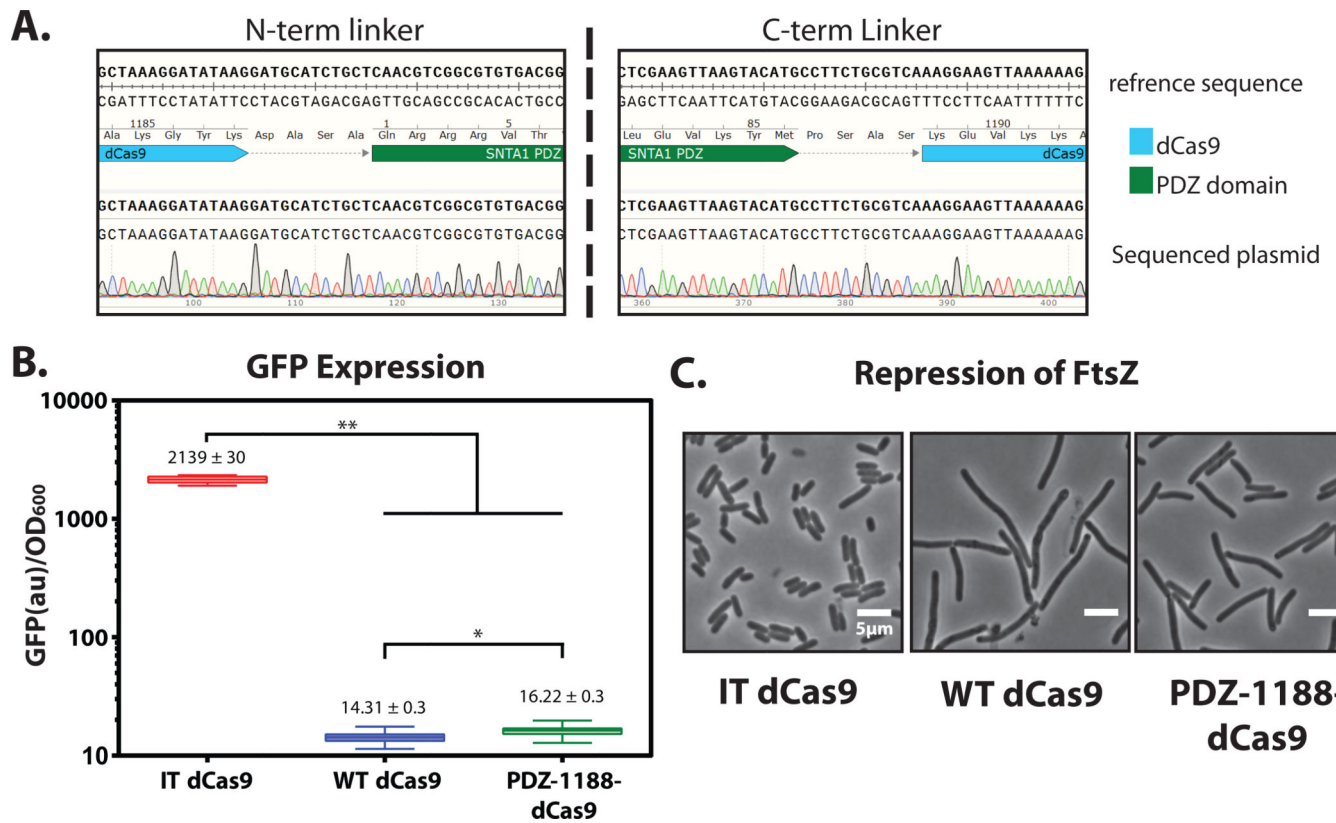 A.
N-term linker
GCTAAAGGATATAAGGATGCATCTGCTCAACGTCGGCGTGTGACGG
CGATTTCCTATATTCCTACGTAGACGAGTTGCAGCCGCACACTGCC
1185 1 5
Ala Lys Gly Tyr Lys Asp Ala Ser Ala Gln Arg Arg Arg Val Thr
dCas9 SNTA1 PDZ
GCTAAAGGATATAAGGATGCATCTGCTCAACGTCGGCGTGTGACGG
GCTAAAGGATATAAGGATGCATCTGCTCAACGTCGGCGTGTGACGG
100 110 120 130
C-term Linker
CTCGAAGTTAAGTACATGCCTTCTGCGTCAAAGGAAGTTAAAAAAG
GAGCTTCAATTCATGTACGGAAGACGCAGTTTCCTTCAATTTTTTC
85 1190
Leu Glu Val Lys Tyr Met Pro Ser Ala Ser Lys Glu Val Lys Lys A
SNTA1 PDZ dCas9
CTCGAAGTTAAGTACATGCCTTCTGCGTCAAAGGAAGTTAAAAAAG
CTCGAAGTTAAGTACATGCCTTCTGCGTCAAAGGAAGTTAAAAAAG
360 370 380 390 400
refrence sequence
dCas9
PDZ domain
Sequenced plasmid
B.
GFP Expression
GFP(au)/OD600
10000
1000
100
10
**
2139 ± 30
*
14.31 ± 0.3
16.22 ± 0.3
IT dCas9
WT dCas9
PDZ-1188-
dCas9
C.
Repression of FtsZ
5μm
IT dCas9
WT dCas9
PDZ-1188-
dCas9